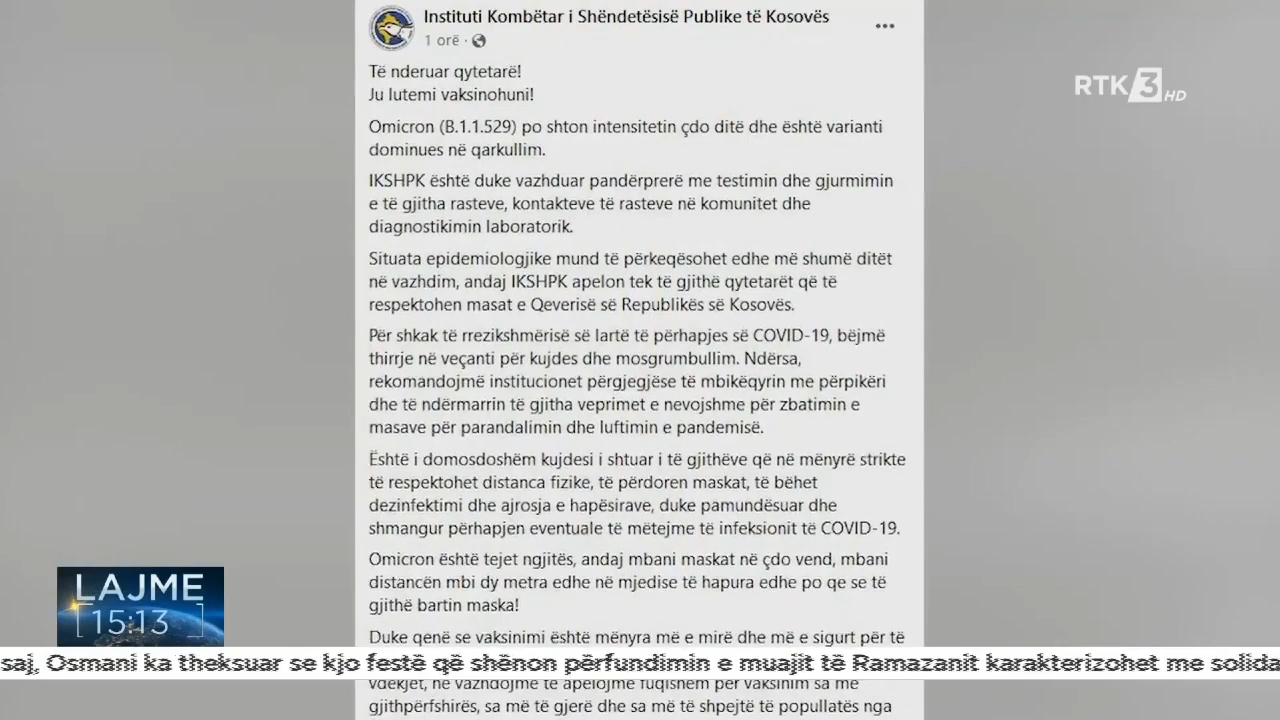 Instituti Kombëtar i Shëndetësisë Publike të Kosovës
1 orë ·
RTK 3 HD
Të nderuar qytetarë!
Ju lutemi vaksinohuni!
Omicron (B.1.1.529) po shton intensitetin çdo ditë dhe është varianti
dominues në qarkullim.
IKSHPK është duke vazhduar pandërprerë me testimin dhe gjurmimin
e të gjitha rasteve, kontakteve të rasteve në komunitet dhe
diagnostikimin laboratorik.
Situata epidemiologjike mund të përkeqësohet edhe më shumë ditët
në vazhdim, andaj IKSHPK apelon tek të gjithë qytetarët që të
respektohen masat e Qeverisë së Republikës së Kosovës.
Për shkak të rrezikshmërisë së lartë të përhapjes së COVID-19, bëjmë
thirrje në veçanti për kujdes dhe mosgrumbullim. Ndërsa,
rekomandojmë institucionet përgjegjëse të mbikëqyrin me përpikëri
dhe të ndërmarrin të gjitha veprimet e nevojshme për zbatimin e
masave për parandalimin dhe luftimin e pandemisë.
Është i domosdoshëm kujdesi i shtuar i të gjithëve që në mënyrë strikte
të respektohet distanca fizike, të përdoren maskat, të bëhet
dezinfektimi dhe ajrosja e hapësirave, duke pamundësuar dhe
shmangur përhapjen eventuale të mëtejme të infeksionit të COVID-19.
Omicron është tejet ngjitës, andaj mbani maskat në çdo vend, mbani
distancën mbi dy metra edhe në mjedise të hapura edhe po qe se të
gjithë bartin maska!
Duke qenë se vaksinimi është mënyra më e mirë dhe më e sigurt për të
LAJME
15:13
saj, Osmani ka theksuar se kjo festë që shënon përfundimin e muajit të Ramazanit karakterizohet me solida
vdekjet, ne vazhdojmë të apelojmë fuqishëm për vaksinim sa më
gjithpërfshirës, sa më të gjerë dhe sa më të shpejtë të popullatës nga